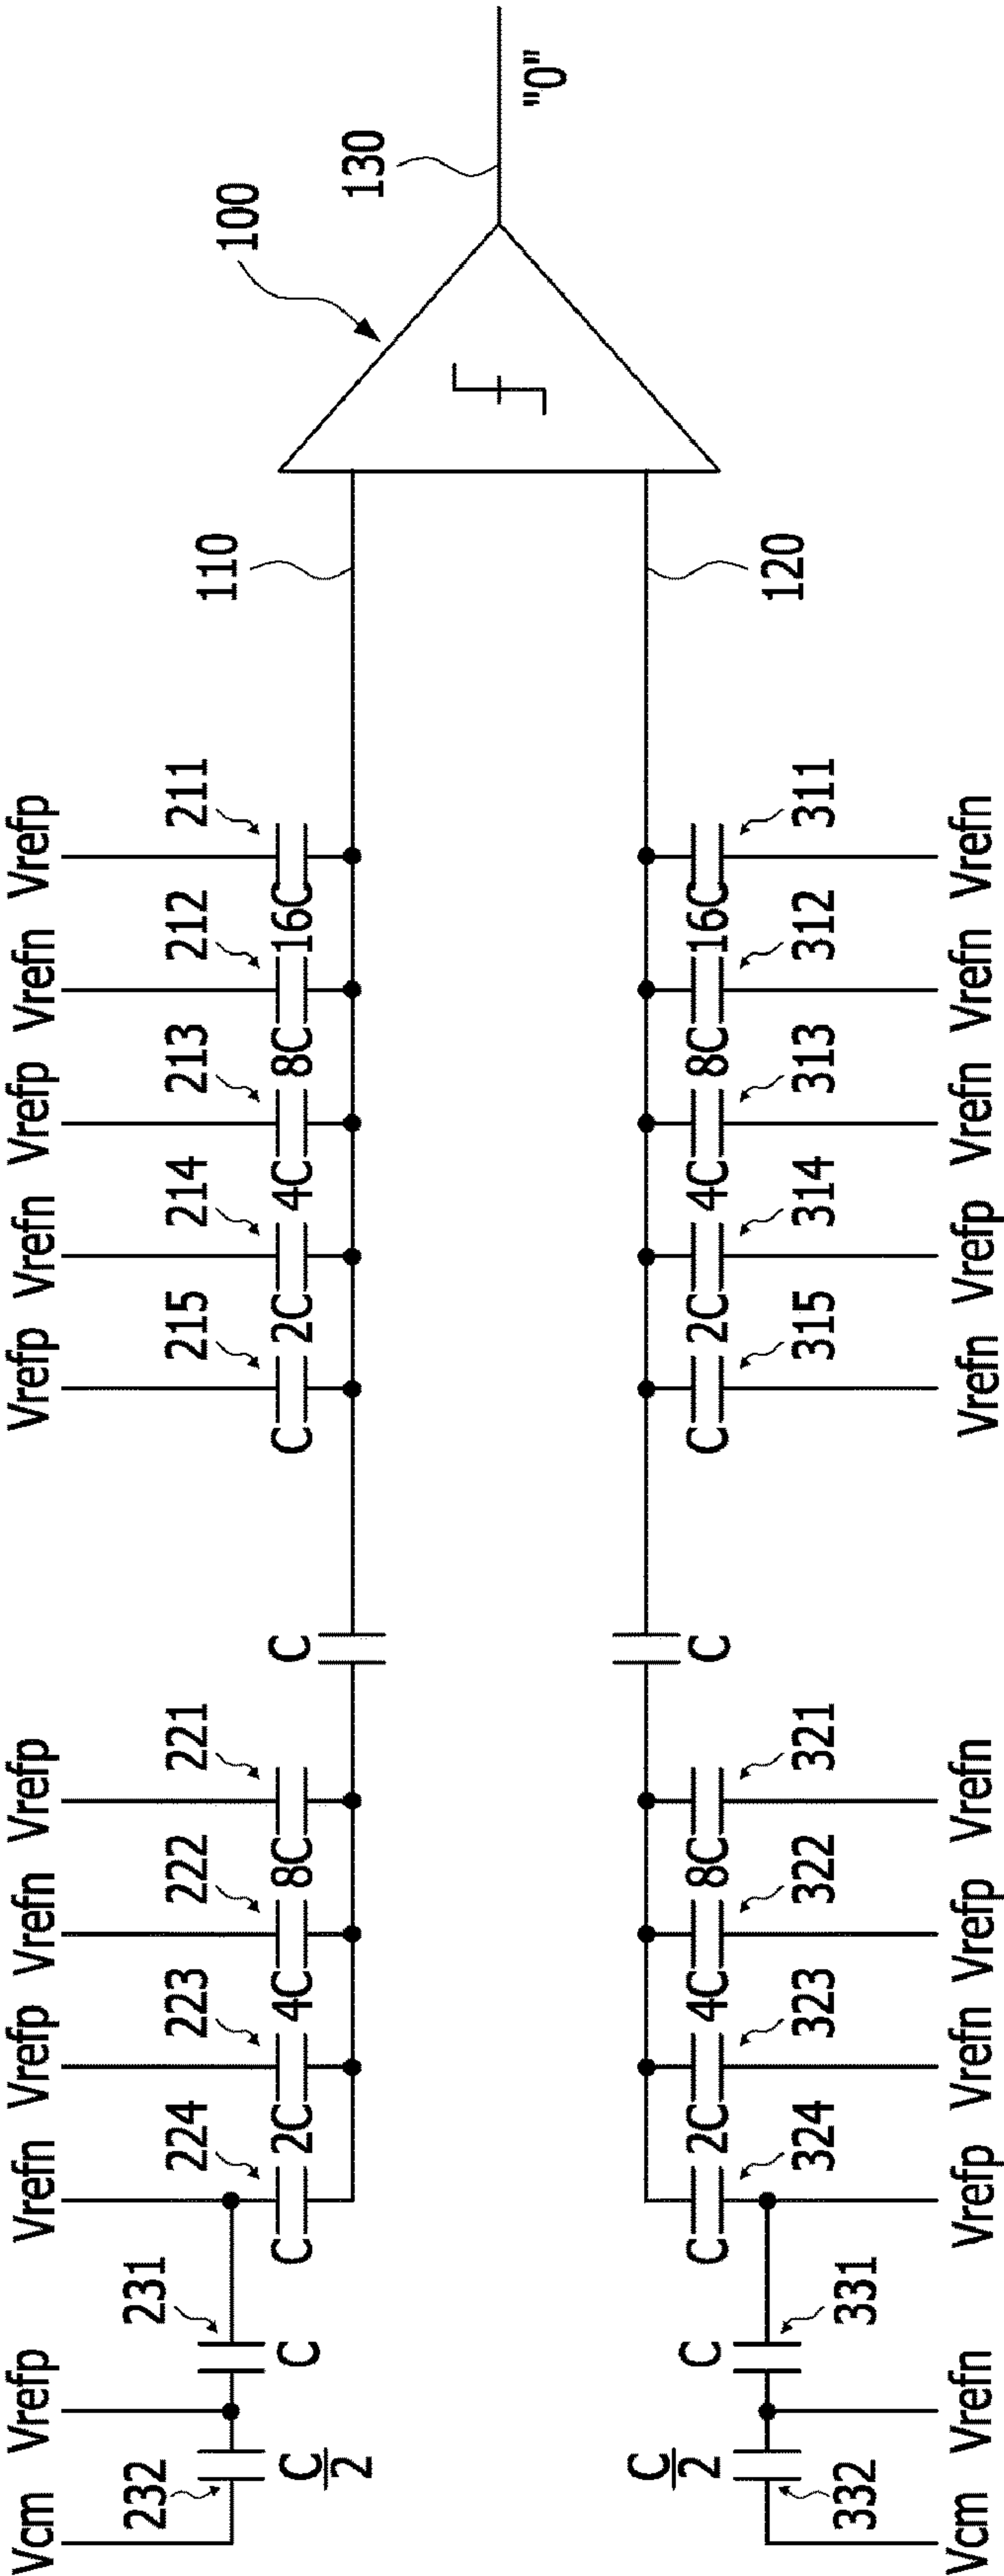 Vcm Vrefp Vrefn Vrefp Vrefn Vrefp Vrefp Vrefn Vrefp Vrefn Vrefp
232 231 224 223 222 221 215 214 213 212 211
110 100
C/2 C C 2C 4C 8C C C 2C 4C 8C 16C
130
"0"
C/2 C C 2C 4C 8C C C 2C 4C 8C 16C
332 331 324 323 322 321 315 314 313 312 311 120
Vcm Vrefn Vrefp Vrefn Vrefp Vrefn Vrefn Vrefp Vrefn Vrefn Vrefn